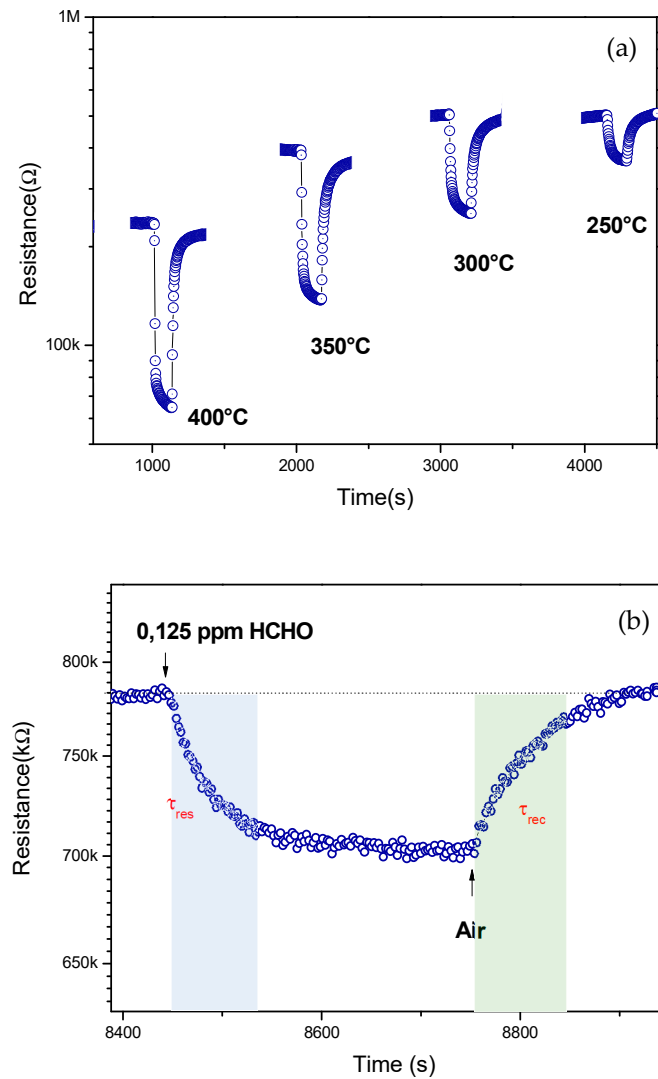 1M
(a)
Resistance(Ω)
100k
400°C
350°C
300°C
250°C
1000 2000 3000 4000
Time(s)
(b)
0,125 ppm HCHO
800k
750k
700k
650k
Resistance(kΩ)
τres
τrec
Air
8400 8600 8800
Time (s)